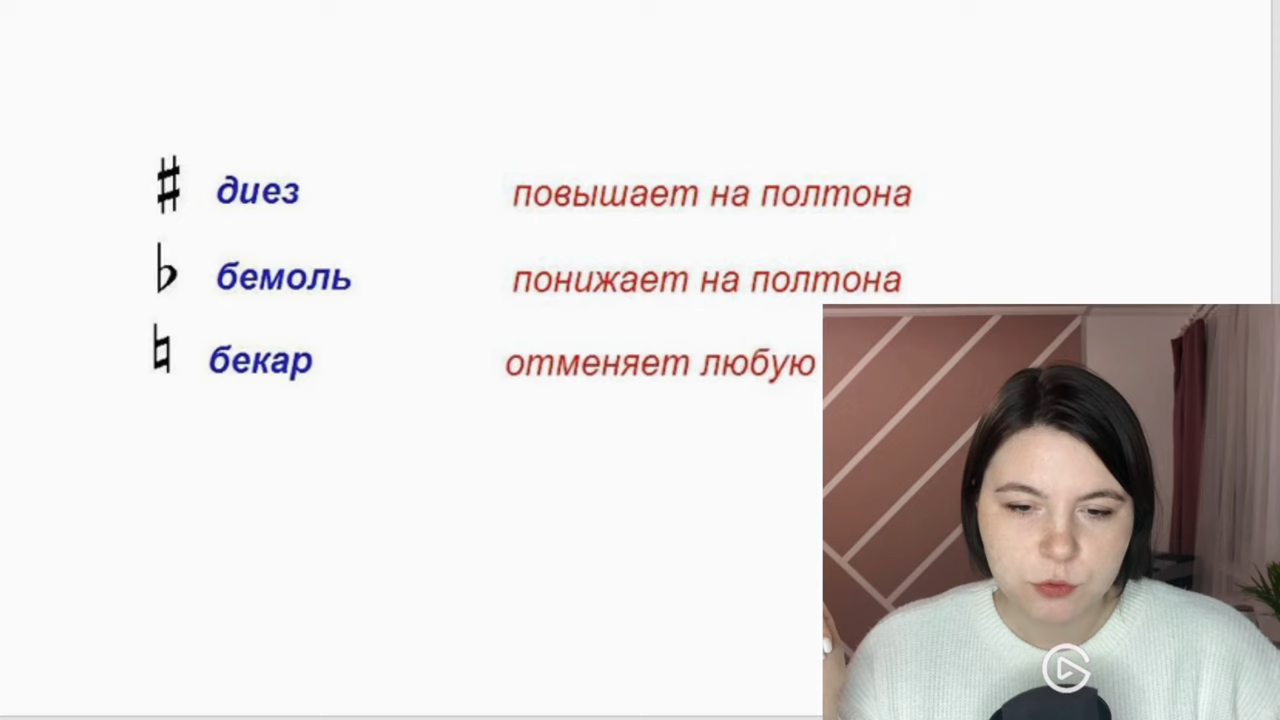 ♯ диез повышает на полтона
♭ бемоль понижает на полтона
♮ бекар отменяет любую